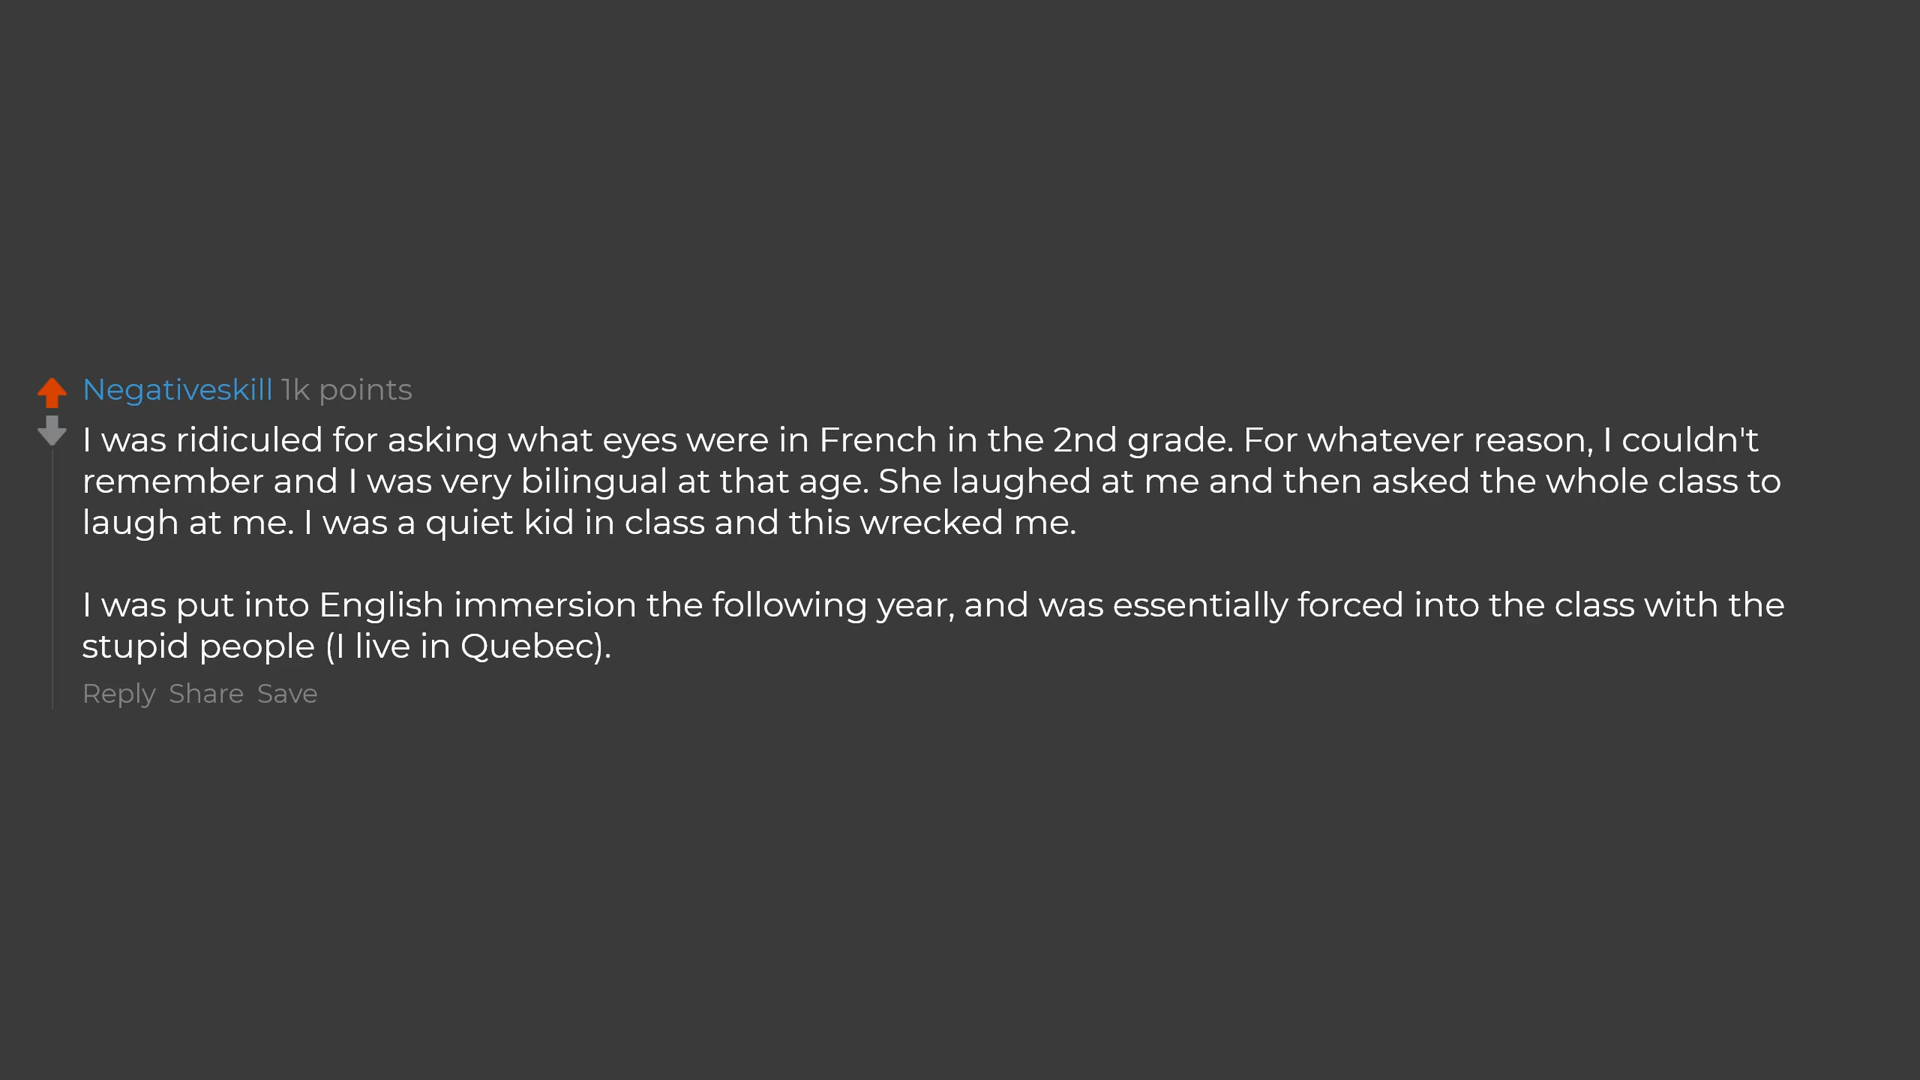 Negativeskill 1k points
I was ridiculed for asking what eyes were in French in the 2nd grade. For whatever reason, I couldn't
remember and I was very bilingual at that age. She laughed at me and then asked the whole class to
laugh at me. I was a quiet kid in class and this wrecked me.
I was put into English immersion the following year, and was essentially forced into the class with the
stupid people (I live in Quebec).
Reply Share Save